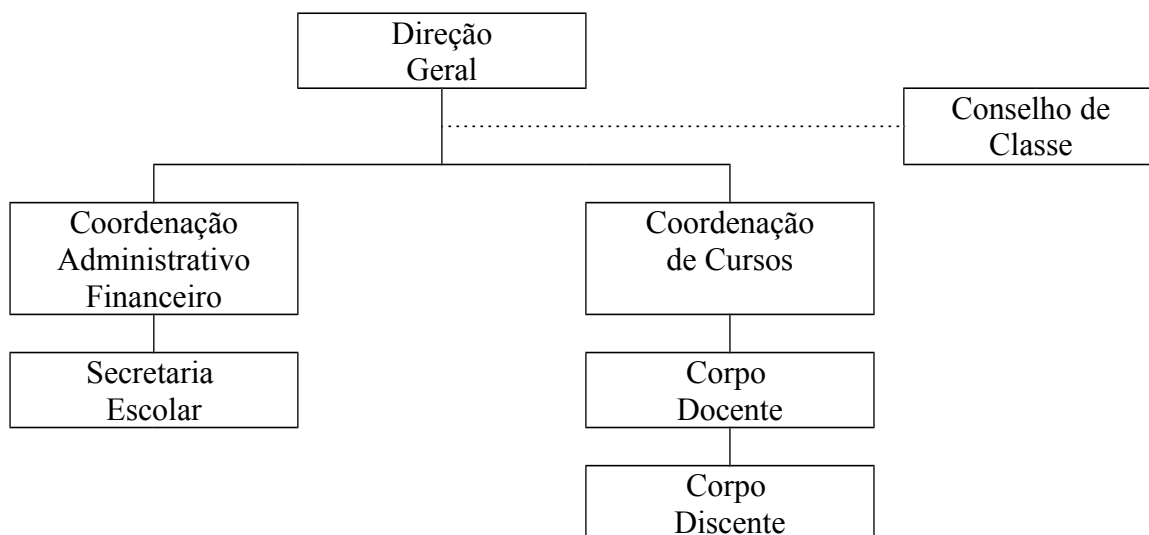 Direção
Geral
Conselho de
Classe
Coordenação
Administrativo
Financeiro
Coordenação
de Cursos
Secretaria
Escolar
Corpo
Docente
Corpo
Discente